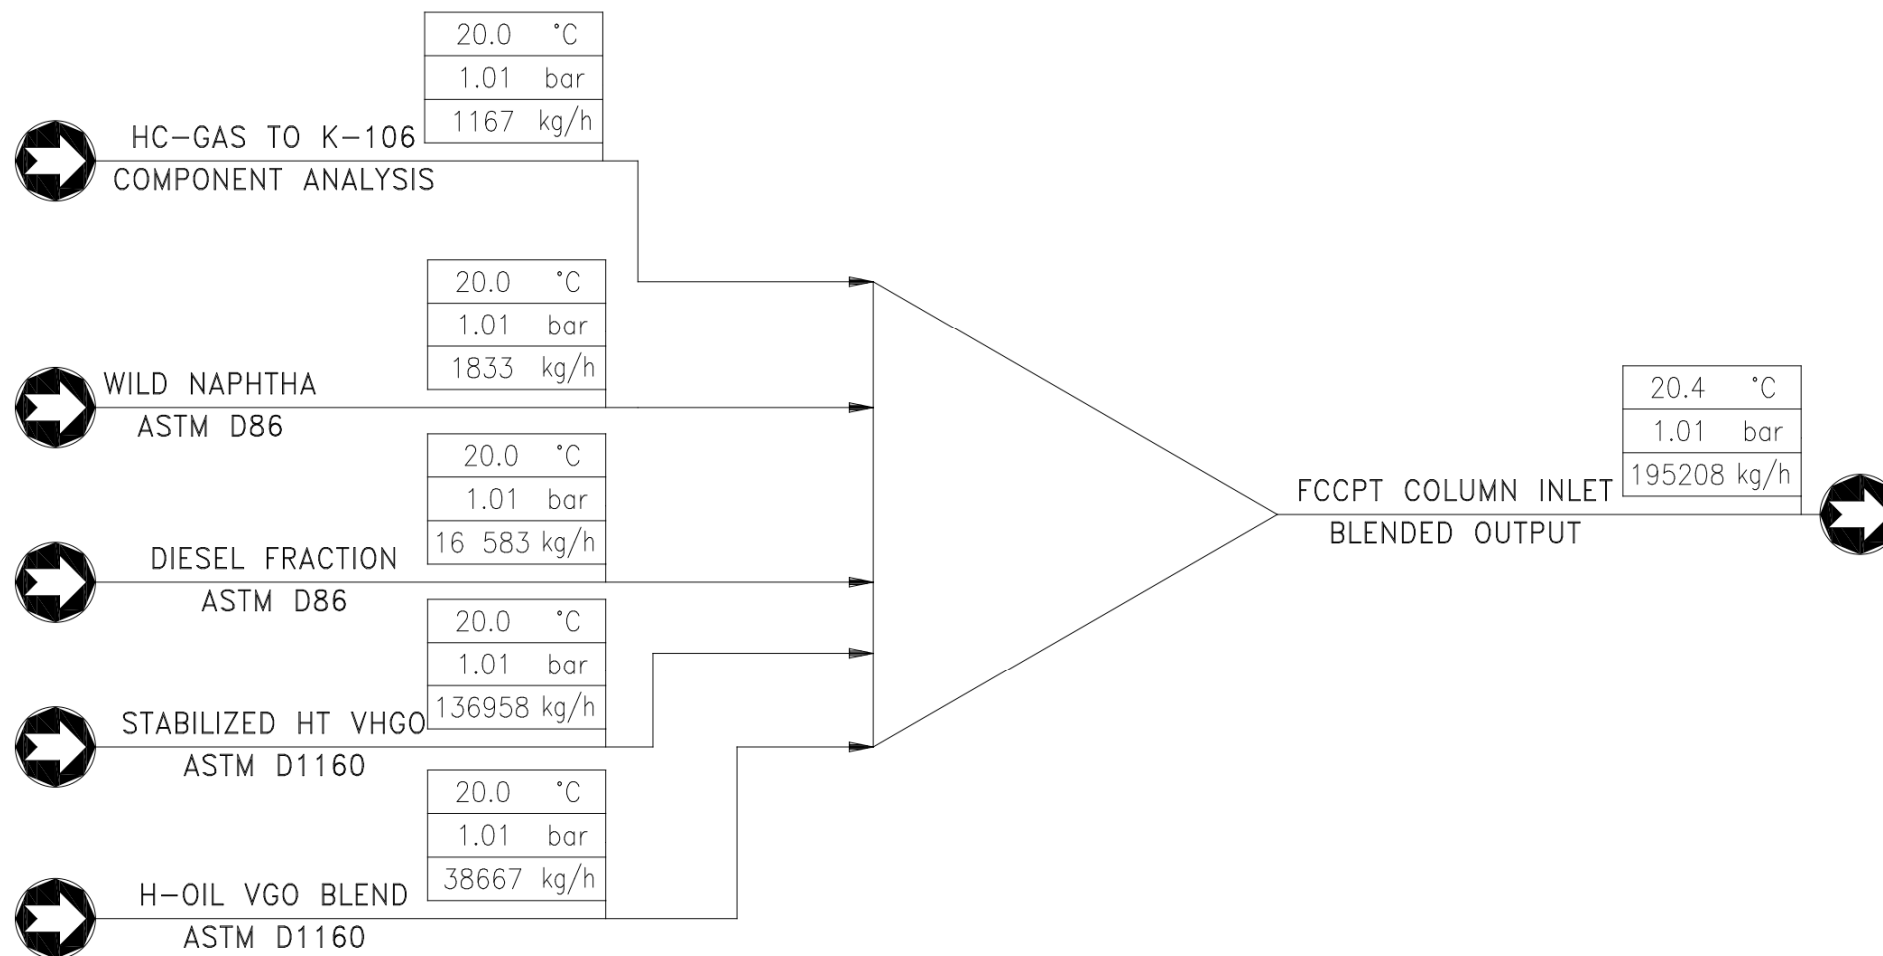 20.0 °C
1.01 bar
1167 kg/h
HC-GAS TO K-106
COMPONENT ANALYSIS
20.0 °C
1.01 bar
1833 kg/h
WILD NAPHTHA
ASTM D86
20.0 °C
1.01 bar
16 583 kg/h
DIESEL FRACTION
ASTM D86
20.0 °C
1.01 bar
136958 kg/h
STABILIZED HT VHGO
ASTM D1160
20.0 °C
1.01 bar
38667 kg/h
H-OIL VGO BLEND
ASTM D1160
20.4 °C
1.01 bar
195208 kg/h
FCCPT COLUMN INLET
BLENDED OUTPUT